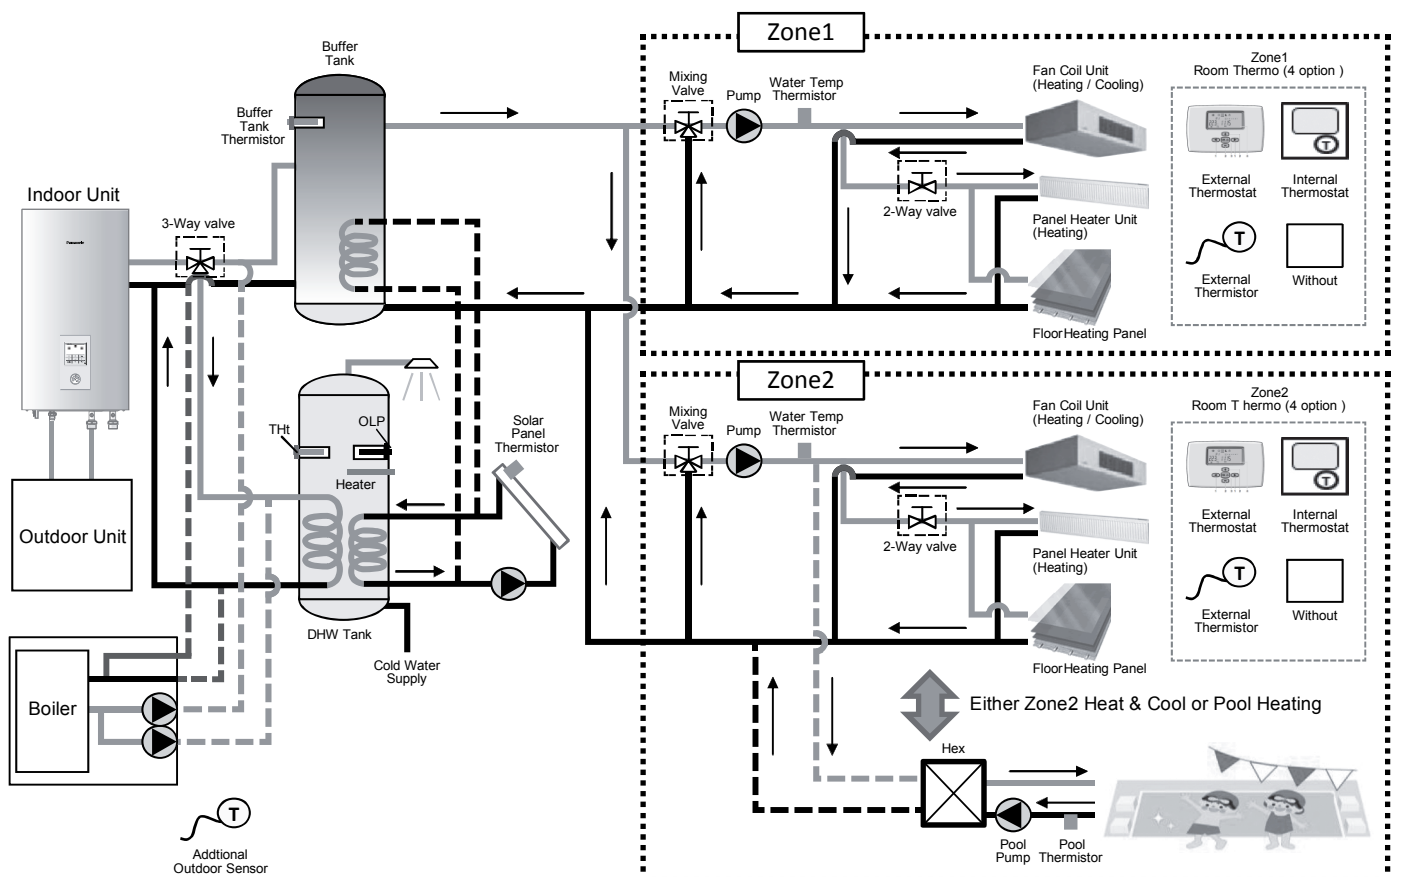 Zone1
Buffer
Tank
Buffer
Tank
Thermistor
Indoor Unit
Panasonic
3-Way valve
Mixing
Valve
Pump
Water Temp
Thermistor
Fan Coil Unit
(Heating / Cooling)
2-Way valve
Panel Heater Unit
(Heating)
FloorHeating Panel
Zone1
Room Thermo (4 option )
T
External
Thermostat
Internal
Thermostat
T
External
Thermistor
Without
Zone2
Mixing
Valve
Pump
Water Temp
Thermistor
Fan Coil Unit
(Heating / Cooling)
2-Way valve
Panel Heater Unit
(Heating)
FloorHeating Panel
Zone2
Room T hermo (4 option )
T
External
Thermostat
Internal
Thermostat
T
External
Thermistor
Without
THt
OLP
Heater
Solar
Panel
Thermistor
Outdoor Unit
DHW Tank
Cold Water
Supply
Boiler
T
Addtional
Outdoor Sensor
Either Zone2 Heat & Cool or Pool Heating
Hex
Pool
Pump
Pool
Thermistor